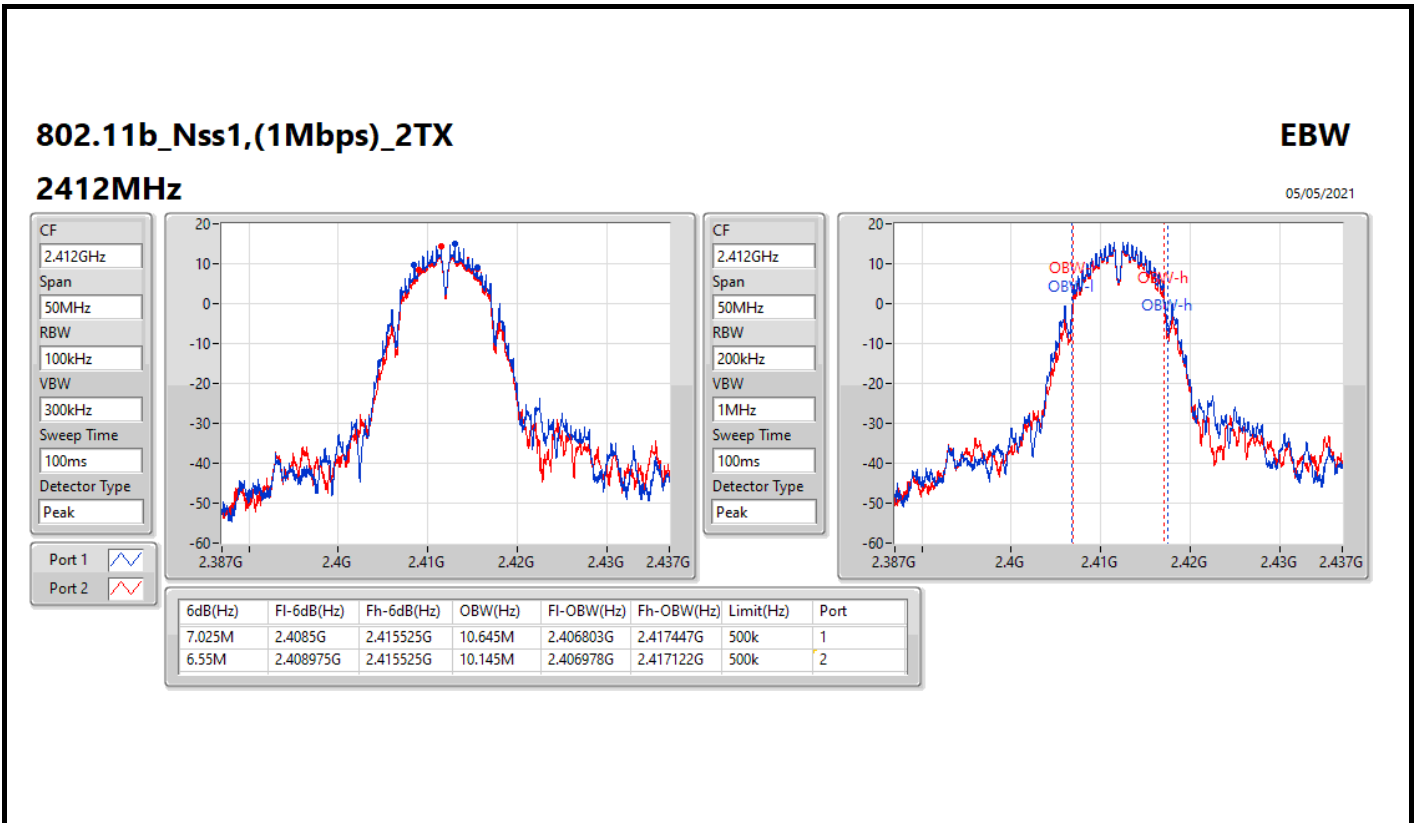 802.11b_Nss1,(1Mbps)_2TX
EBW
2412MHz
05/05/2021
CF
2.412GHz
Span
50MHz
RBW
100kHz
VBW
300kHz
Sweep Time
100ms
Detector Type
Peak
Port 1
Port 2
20
10
0
-10
-20
-30
-40
-50
-60
2.387G 2.4G 2.41G 2.42G 2.43G 2.437G
CF
2.412GHz
Span
50MHz
RBW
200kHz
VBW
1MHz
Sweep Time
100ms
Detector Type
Peak
20
10
0
-10
-20
-30
-40
-50
-60
OBW-h
OBW-l
OBW-h
2.387G 2.4G 2.41G 2.42G 2.43G 2.437G
6dB(Hz) Fl-6dB(Hz) Fh-6dB(Hz) OBW(Hz) Fl-OBW(Hz) Fh-OBW(Hz) Limit(Hz) Port
7.025M 2.4085G 2.415525G 10.645M 2.406803G 2.417447G 500k 1
6.55M 2.408975G 2.415525G 10.145M 2.406978G 2.417122G 500k 2